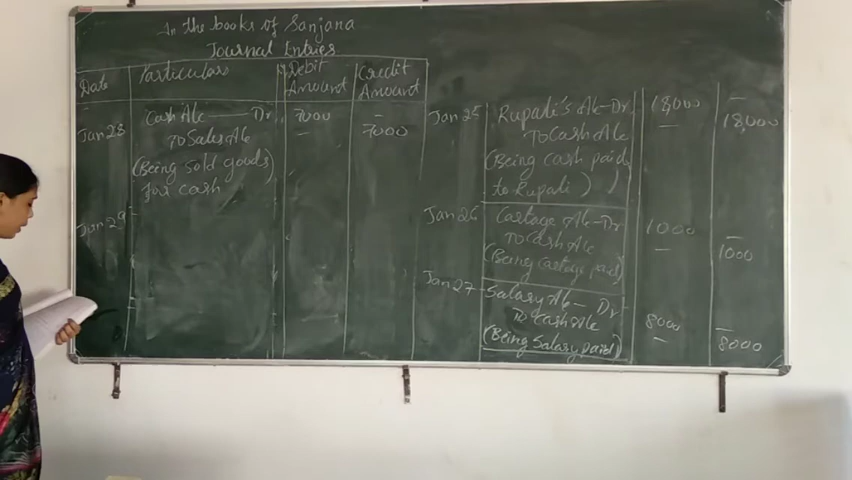 In the books of Sanjana
Journal Entries
Date Particulars Debit Amount Credit Amount
Jan 28 Cash A/c —— Dr. 7000 –
To Sales A/c – 7000
(Being sold goods
for cash
Jan 29
Jan 25 Rupali's A/c – Dr. 18,000 –
To Cash A/c – 18,000
(Being cash paid
to Rupali)
Jan 26 Cartage A/c – Dr 1000 –
To Cash A/c – 1000
(Being cartage paid)
Jan 27 Salary A/c – Dr 8000 –
To Cash A/c – 8000
(Being Salary paid)